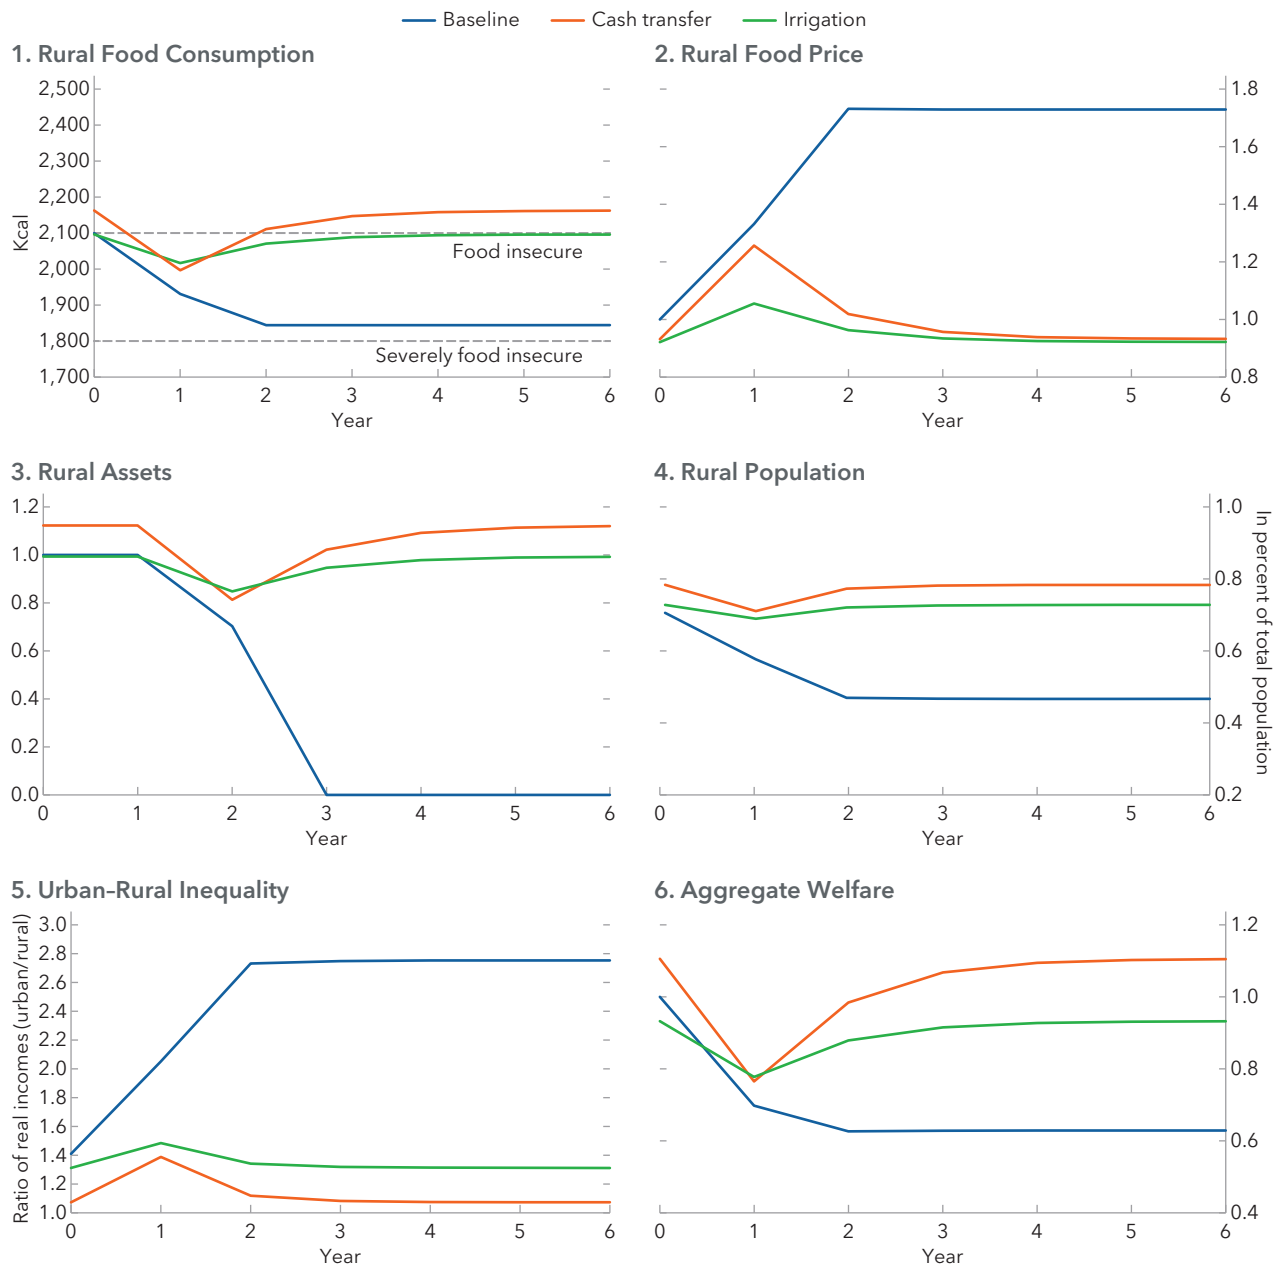 Baseline Cash transfer Irrigation
1. Rural Food Consumption
2,500
2,400
2,300
2,200
2,100
2,000
1,900
1,800
1,700
Kcal
Food insecure
Severely food insecure
0 1 2 3 4 5 6
Year
2. Rural Food Price
1.8
1.6
1.4
1.2
1.0
0.8
0 1 2 3 4 5 6
Year
3. Rural Assets
1.2
1.0
0.8
0.6
0.4
0.2
0.0
0 1 2 3 4 5 6
Year
4. Rural Population
1.0
0.8
0.6
0.4
0.2
In percent of total population
0 1 2 3 4 5 6
Year
5. Urban–Rural Inequality
Ratio of real incomes (urban/rural)
3.0
2.8
2.6
2.4
2.2
2.0
1.8
1.6
1.4
1.2
1.0
0 1 2 3 4 5 6
Year
6. Aggregate Welfare
1.2
1.0
0.8
0.6
0.4
0 1 2 3 4 5 6
Year